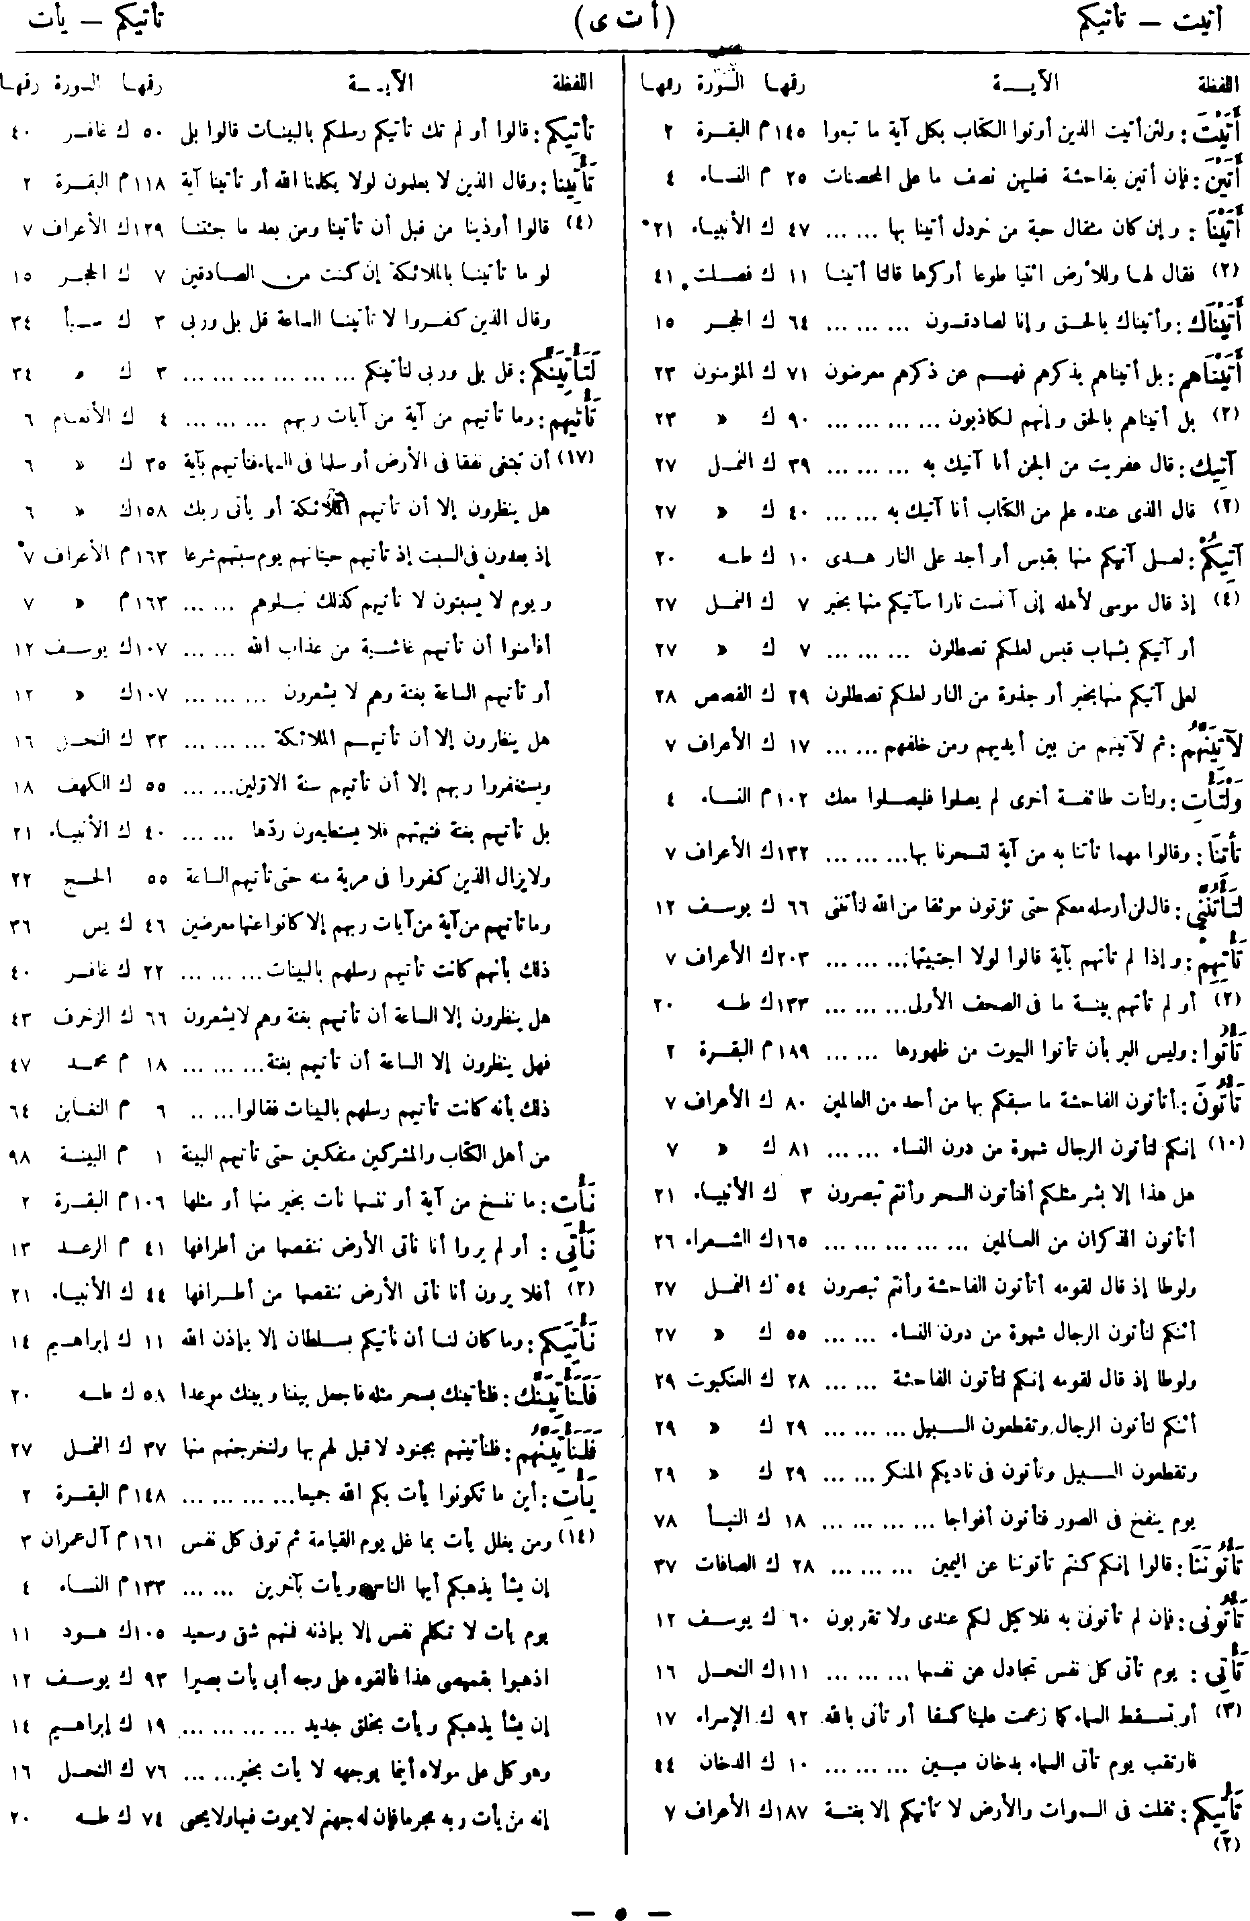 أتيت — تأتيكم
(أ ت ى)
تأتيكم — يأت
اللفظة الآيـــة رقمها السورة رقمها
أَتَيْتَ : ولئن أتيت الذين أوتوا الكتاب بكل آية ما تبعوا ١٤٥ م البقرة ٢
أَتَيْنَ : فإن أتين بفاحشة فعليهن نصف ما على المحصنات ٢٥ م النساء ٤
أَتَيْنَا : وإن كان مثقال حبة من خردل أتينا بها ... ... ٤٧ ك الأنبياء ٢١
(٢) فقال لها وللأرض ائتيا طوعا أو كرها قالتا أتينا ١١ ك فصلت ٤١
أَتَيْنَاكَ : وأتيناك بالحق وإنا لصادقون ... ... ... ٦٤ ك الحجر ١٥
أَتَيْنَاهم : بل أتيناهم بذكرهم فهم عن ذكرهم معرضون ٧١ ك المؤمنون ٢٣
(٢) بل أتيناهم بالحق وإنهم لكاذبون ... ... ... ... ٩٠ ك » ٢٣
آتِيك : قال عفريت من الجن أنا آتيك به ... ... ... ٣٩ ك النمل ٢٧
(٢) قال الذى عنده علم من الكتاب أنا آتيك به ... ... ٤٠ ك » ٢٧
آتِيكُمْ : لعلى آتيكم منها بقبس أو أجد على النار هدى ١٠ ك طه ٢٠
(٤) إذ قال موسى لأهله إنى آنست نارا سآتيكم منها بخبر ٧ ك النمل ٢٧
أو آتيكم بشهاب قبس لعلكم تصطلون ... ... ... ٧ ك » ٢٧
لعلى آتيكم منها بخبر أو جذوة من النار لعلكم تصطلون ٢٩ ك القصص ٢٨
لَآتِيَنَّهُمْ : ثم لآتينهم من بين أيديهم ومن خلفهم ... ... ١٧ ك الأعراف ٧
وَلْتَأْتِ : ولتأت طائفة أخرى لم يصلوا فليصلوا معك ١٠٢ م النساء ٤
تَأْتِنَا : وقالوا مهما تأتنا به من آية لتسحرنا بها ... ... ... ١٣٢ ك الأعراف ٧
لَتَأْتُنَّنِي : قال لن أرسله معكم حتى تؤتون موثقا من الله لتأتننى ٦٦ ك يوسف ١٢
تَأْتِهِمْ : وإذا لم تأتهم بآية قالوا لولا اجتبيتها ... ... ... ٢٠٣ ك الأعراف ٧
(٢) أو لم تأتهم بينة ما فى الصحف الأولى ... ... ... ١٣٣ ك طه ٢٠
تَأْتُوا : وليس البر بأن تأتوا البيوت من ظهورها ... ... ١٨٩ م البقرة ٢
تَأْتُونَ : أتأتون الفاحشة ما سبقكم بها من أحد من العالمين ٨٠ ك الأعراف ٧
(١٠) إنكم لتأتون الرجال شهوة من دون النساء ... ... ٨١ ك » ٧
هل هذا إلا بشر مثلكم أفتأتون السحر وأنتم تبصرون ٣ ك الأنبياء ٢١
أتأتون الذكران من العالمين ... ... ... ... ... ١٦٥ ك الشعراء ٢٦
ولوطا إذ قال لقومه أتأتون الفاحشة وأنتم تبصرون ٥٤ ك النمل ٢٧
أئنكم لتأتون الرجال شهوة من دون النساء ... ... ٥٥ ك » ٢٧
ولوطا إذ قال لقومه إنكم لتأتون الفاحشة ... ... ٢٨ ك العنكبوت ٢٩
أئنكم لتأتون الرجال وتقطعون السبيل ... ... ... ٢٩ ك » ٢٩
وتقطعون السبيل وتأتون فى ناديكم المنكر ... ... ٢٩ ك » ٢٩
يوم ينفخ فى الصور فتأتون أفواجا ... ... ... ... ١٨ ك النبأ ٧٨
تَأْتُونَنَا : قالوا إنكم كنتم تأتوننا عن اليمين ... ... ... ٢٨ ك الصافات ٣٧
تَأْتُونى : فإن لم تأتونى به فلا كيل لكم عندى ولا تقربون ٦٠ ك يوسف ١٢
تَأْتِى : يوم تأتى كل نفس تجادل عن نفسها ... ... ... ١١١ ك النحل ١٦
(٣) أو تسقط السماء كما زعمت علينا كسفا أو تأتى بالله ٩٢ ك الإسراء ١٧
فارتقب يوم تأتى السماء بدخان مبين ... ... ... ١٠ ك الدخان ٤٤
تَأْتِيكم : ثقلت فى السموات والأرض لا تأتيكم إلا بغتة ١٨٧ ك الأعراف ٧
(٢)
اللفظة الآيـــة رقمها السورة رقمها
تأتيكم : قالوا أو لم تك تأتيكم رسلكم بالبينات قالوا بلى ٥٠ ك غافر ٤٠
تَأْتِينا : وقال الذين لا يعلمون لولا يكلمنا الله أو تأتينا آية ١١٨ م البقرة ٢
(٤) قالوا أوذينا من قبل أن تأتينا ومن بعد ما جئتنا ١٢٩ ك الأعراف ٧
لو ما تأتينا بالملائكة إن كنت من الصادقين ٧ ك الحجر ١٥
وقال الذين كفروا لا تأتينا الساعة قل بلى وربى ٣ ك سبأ ٣٤
لَتَأْتِيَنَّكُم : قل بلى وربى لتأتينكم ... ... ... ... ... ... ٣ ك » ٣٤
تَأْتِيهِم : وما تأتيهم من آية من آيات ربهم ... ... ... ٤ ك الأنعام ٦
(١٧) أن تبتغى نفقا فى الأرض أو سلما فى السماء فتأتيهم بآية ٣٥ ك » ٦
هل ينظرون إلا أن تأتيهم الملائكة أو يأتى ربك ١٥٨ ك » ٦
إذ يعدون فى السبت إذ تأتيهم حيتانهم يوم سبتهم شرعا ١٦٣ م الأعراف ٧
ويوم لا يسبتون لا تأتيهم كذلك نبلوهم ... ... ١٦٣ م » ٧
أفأمنوا أن تأتيهم غاشية من عذاب الله ... ... ١٠٧ ك يوسف ١٢
أو تأتيهم الساعة بغتة وهم لا يشعرون ... ... ... ١٠٧ ك » ١٢
هل ينظرون إلا أن تأتيهم الملائكة ... ... ... ... ٣٣ ك النحل ١٦
ويستغفروا ربهم إلا أن تأتيهم سنة الأولين ... ... ٥٥ ك الكهف ١٨
بل تأتيهم بغتة فتبهتهم فلا يستطيعون ردها ... ... ٤٠ ك الأنبياء ٢١
ولا يزال الذين كفروا فى مرية منه حتى تأتيهم الساعة ٥٥ الحج ٢٢
وما تأتيهم من آية من آيات ربهم إلا كانوا عنها معرضين ٤٦ ك يس ٣٦
ذلك بأنهم كانت تأتيهم رسلهم بالبينات ... ... ... ٢٢ ك غافر ٤٠
هل ينظرون إلا الساعة أن تأتيهم بغتة وهم لا يشعرون ٦٦ ك الزخرف ٤٣
فهل ينظرون إلا الساعة أن تأتيهم بغتة ... ... ... ١٨ م محمد ٤٧
ذلك بأنه كانت تأتيهم رسلهم بالبينات فقالوا ... .. ٦ م التغابن ٦٤
من أهل الكتاب والمشركين منفكين حتى تأتيهم البينة ١ م البينة ٩٨
نَأْت : ما ننسخ من آية أو ننسها نأت بخير منها أو مثلها ١٠٦ م البقرة ٢
نَأْتِى : أو لم يروا أنا نأتى الأرض ننقصها من أطرافها ٤١ م الرعد ١٣
(٢) أفلا يرون أنا نأتى الأرض ننقصها من أطرافها ٤٤ ك الأنبياء ٢١
نَأْتِيَكم : وما كان لنا أن نأتيكم بسلطان إلا بإذن الله ١١ ك إبراهيم ١٤
فَلَنَأْتِيَنَّكَ : فلنأتينك بسحر مثله فاجعل بيننا وبينك موعدا ٥٨ ك طه ٢٠
فَلَنَأْتِيَنَّهُم : فلنأتينهم بجنود لا قبل لهم بها ولنخرجنهم منها ٣٧ ك النمل ٢٧
يَأْتِ : أين ما تكونوا يأت بكم الله جميعا ... ... ... ... ١٤٨ م البقرة ٢
(١٤) ومن يغلل يأت بما غل يوم القيامة ثم توفى كل نفس ١٦١ م آل عمران ٣
إن يشأ يذهبكم أيها الناس ويأت بآخرين ... ... ١٣٣ م النساء ٤
يوم يأت لا تكلم نفس إلا بإذنه فمنهم شقى وسعيد ١٠٥ ك هود ١١
اذهبوا بقميصى هذا فألقوه على وجه أبى يأت بصيرا ٩٣ ك يوسف ١٢
إن يشأ يذهبكم ويأت بخلق جديد ... ... ... ... ١٩ ك إبراهيم ١٤
وهو كل على مولاه أينما يوجهه لا يأت بخير ... ... ٧٦ ك النحل ١٦
إنه من يأت ربه مجرما فإن له جهنم لا يموت فيها ولا يحيى ٧٤ ك طه ٢٠
— ٥ —